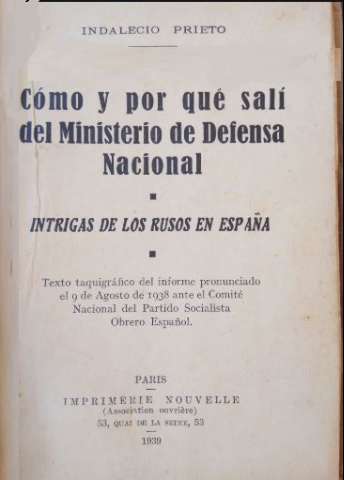 INDALECIO PRIETO
Cómo y por qué salí
del Ministerio de Defensa
Nacional
INTRIGAS DE LOS RUSOS EN ESPAÑA
Texto taquigráfico del informe pronunciado
el 9 de Agosto de 1938 ante el Comité
Nacional del Partido Socialista
Obrero Español.
PARIS
IMPRIMERIE NOUVELLE
(Association ouvrière)
53, QUAI DE LA SEINE, 53
1939